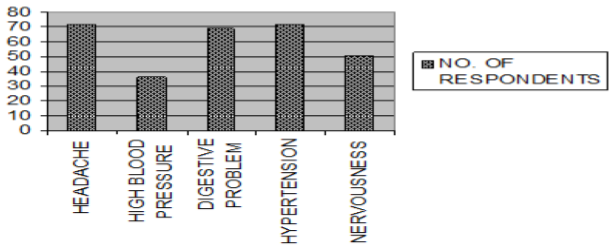 80
70
60
50
40
30
20
10
0
HEADACHE
HIGH BLOOD
PRESSURE
DIGESTIVE
PROBLEM
HYPERTENSION
NERVOUSNESS
NO. OF
RESPONDENTS